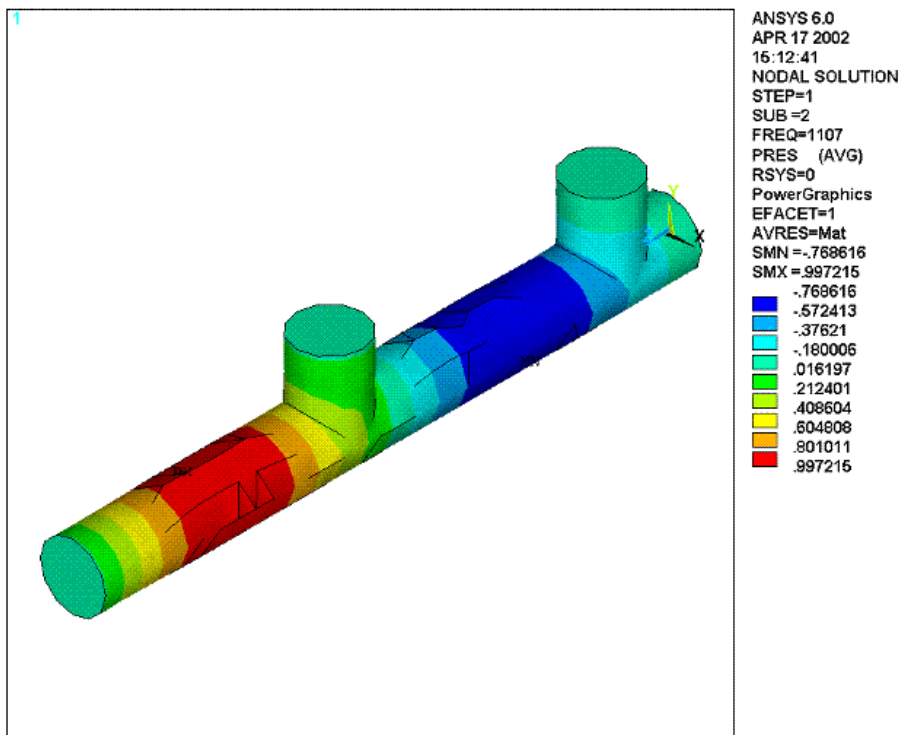 1
ANSYS 6.0
APR 17 2002
15:12:41
NODAL SOLUTION
STEP=1
SUB =2
FREQ=1107
PRES (AVG)
RSYS=0
PowerGraphics
EFACET=1
AVRES=Mat
SMN =-.768616
SMX =.997215
-.768616
-.572413
-.37621
-.180006
.016197
.212401
.408604
.604808
.801011
.997215
Y
X
MN